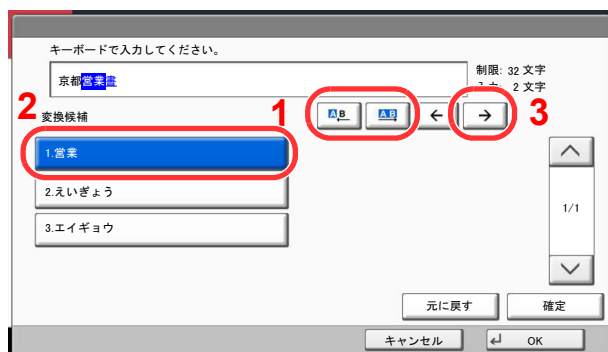 キーボードで入力してください。
京都営業
制限: 32 文字
2 文字
2
変換候補
1
A B
A B
←
→
3
1.営業
2.えいぎょう
3.エイギョウ
1/1
元に戻す
確定
キャンセル
OK